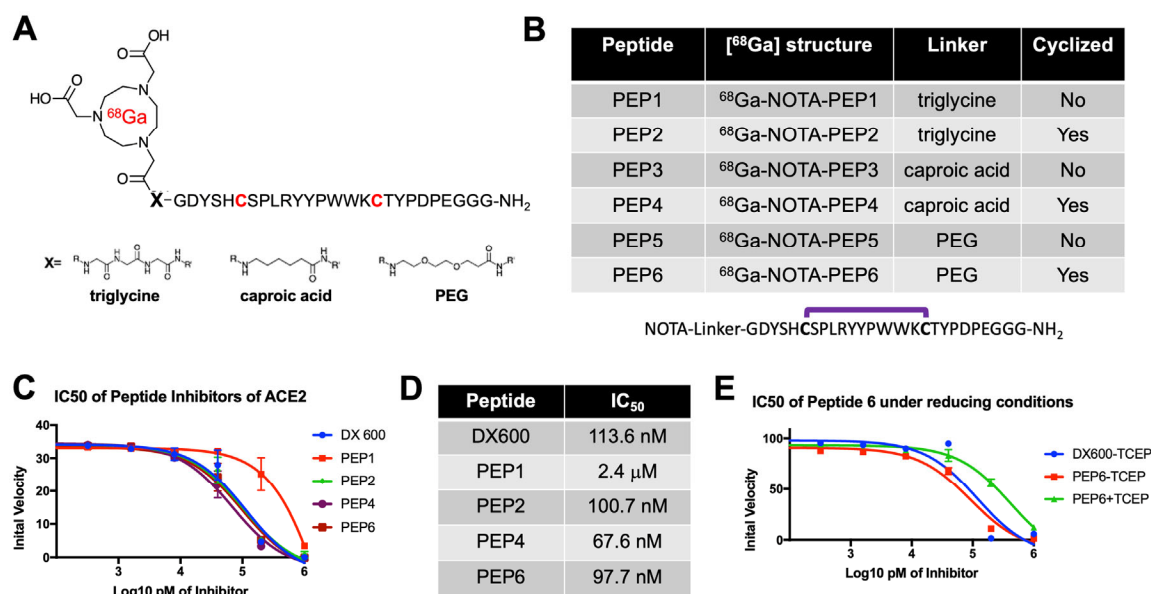 A
OH
O
O
HO
N
N
68Ga
N
O
X-GDYSHCSPLRYYPWWKCTYPDPEGGG-NH2
X=
R
N
H
O
H
N
O
H
N
O
H
N
R'
triglycine
R
N
H
O
N
H
R'
caproic acid
R
N
H
O
O
O
N
H
R'
PEG
B
Peptide [68Ga] structure Linker Cyclized
PEP1 68Ga-NOTA-PEP1 triglycine No
PEP2 68Ga-NOTA-PEP2 triglycine Yes
PEP3 68Ga-NOTA-PEP3 caproic acid No
PEP4 68Ga-NOTA-PEP4 caproic acid Yes
PEP5 68Ga-NOTA-PEP5 PEG No
PEP6 68Ga-NOTA-PEP6 PEG Yes
NOTA-Linker-GDYSHCSPLRYYPWWKCTYPDPEGGG-NH2
C
IC50 of Peptide Inhibitors of ACE2
Inital Velocity
40
30
20
10
0
3 4 5 6
Log10 pM of Inhibitor
DX 600
PEP1
PEP2
PEP4
PEP6
D
Peptide IC50
DX600 113.6 nM
PEP1 2.4 μM
PEP2 100.7 nM
PEP4 67.6 nM
PEP6 97.7 nM
E
IC50 of Peptide 6 under reducing conditions
Inital Velocity
100
50
0
3 4 5 6
Log10 pM of Inhibitor
DX600-TCEP
PEP6-TCEP
PEP6+TCEP